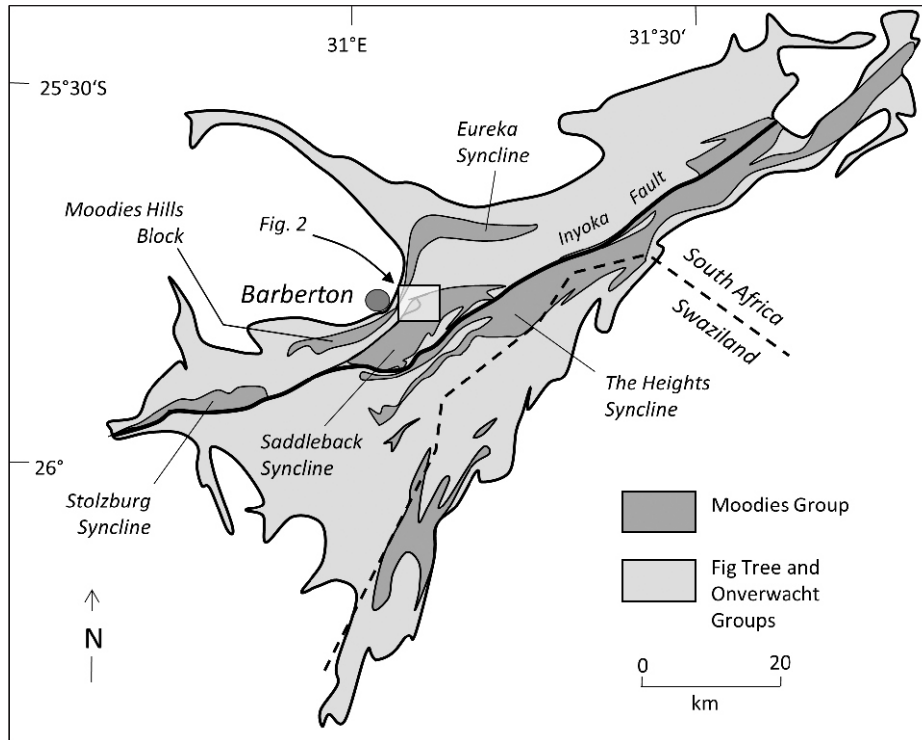 31°E
31°30‘
25°30‘S
Eureka
Syncline
Moodies Hills
Block
Fig. 2
Inyoka Fault
Barberton
South Africa
Swaziland
The Heights
Syncline
Saddleback
Syncline
26°
Stolzburg
Syncline
Moodies Group
Fig Tree and
Onverwacht
Groups
N
0 20
km